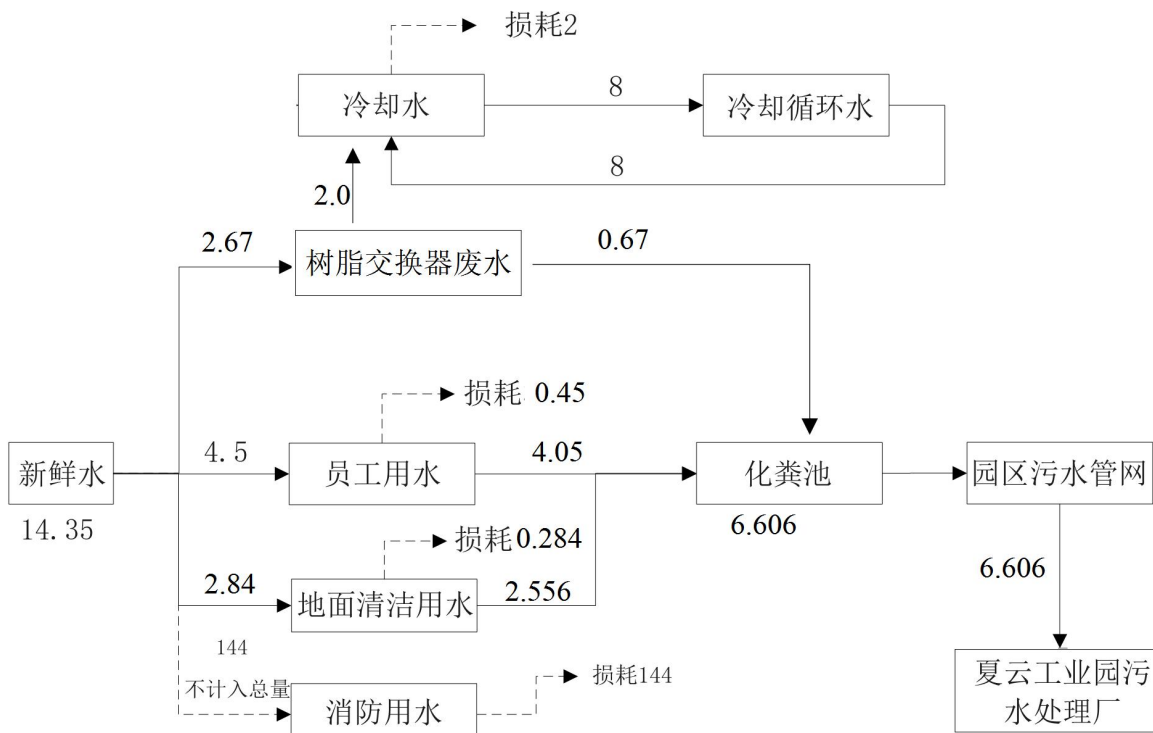 损耗2
冷却水
8
冷却循环水
8
2.0
2.67
树脂交换器废水
0.67
损耗 0.45
新鲜水
4.5
员工用水
4.05
化粪池
园区污水管网
14.35
6.606
损耗 0.284
2.84
地面清洁用水
2.556
6.606
144
不计入总量
消防用水
损耗144
夏云工业园污
水处理厂